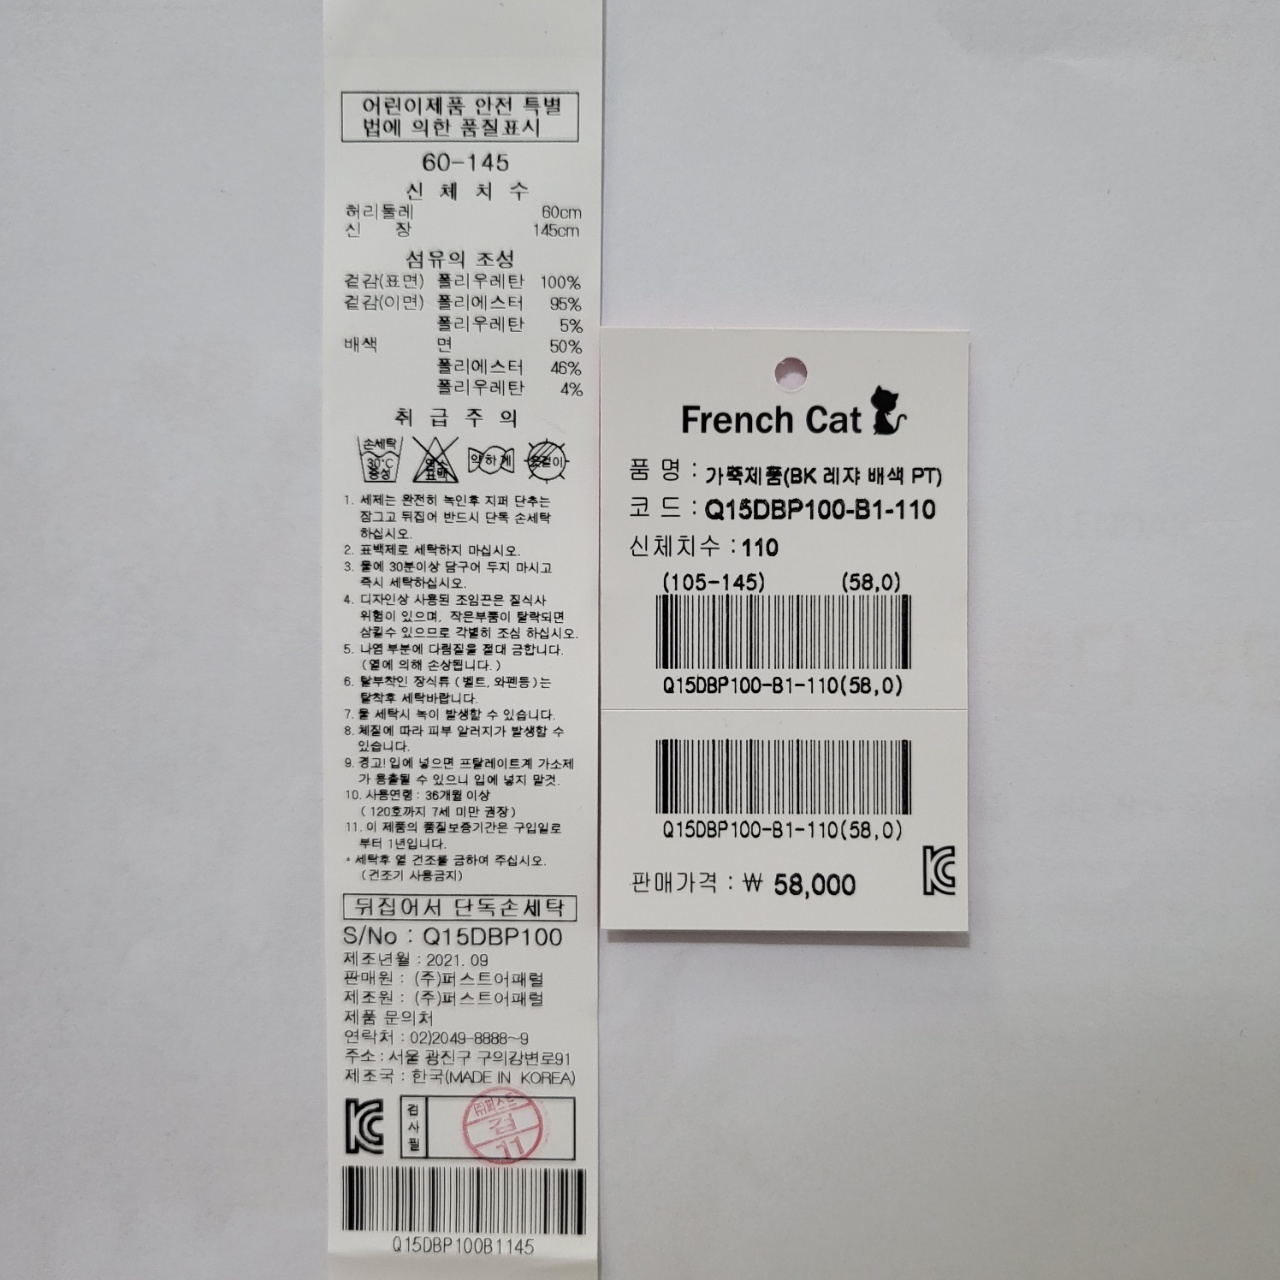 어린이제품 안전 특별
법에 의한 품질표시
60-145
신 체 치 수
허리둘레 60cm
신 장 145cm
섬유의 조성
겉감(표면) 폴리우레탄 100%
겉감(이면) 폴리에스터 95%
폴리우레탄 5%
배색 면 50%
폴리에스터 46%
폴리우레탄 4%
취 급 주 의
손세탁
30℃
중성
염소
표백
약하게
옷걸이
1. 세제는 완전히 녹인후 지퍼 단추는
잠그고 뒤집어 반드시 단독 손세탁
하십시오.
2. 표백제로 세탁하지 마십시오.
3. 물에 30분이상 담구어 두지 마시고
즉시 세탁하십시오.
4. 디자인상 사용된 조임끈은 질식사
위험이 있으며, 작은부품이 탈락되면
삼킬수 있으므로 각별히 조심 하십시오.
5. 나염 부분에 다림질을 절대 금합니다.
(열에 의해 손상됩니다.)
6. 탈부착인 장식류 (벨트, 와펜등)는
탈착후 세탁바랍니다.
7. 물 세탁시 녹이 발생할 수 있습니다.
8. 체질에 따라 피부 알러지가 발생할 수
있습니다.
9. 경고! 입에 넣으면 프탈레이트계 가소제
가 용출될 수 있으니 입에 넣지 말것.
10. 사용연령 : 36개월 이상
( 120호까지 7세 미만 권장)
11. 이 제품의 품질보증기간은 구입일로
부터 1년입니다.
* 세탁후 열 건조를 금하여 주십시오.
(건조기 사용금지)
뒤집어서 단독손세탁
S/No : Q15DBP100
제조년월 : 2021. 09
판매원 : (주)퍼스트어패럴
제조원 : (주)퍼스트어패럴
제품 문의처
연락처 : 02)2049-8888~9
주소 : 서울 광진구 구의강변로91
제조국 : 한국(MADE IN KOREA)
KC
검사필
(주)퍼스트
검
11
Q15DBP100B1145
French Cat
품 명 : 가죽제품(BK 레쟈 배색 PT)
코 드 : Q15DBP100-B1-110
신체치수 : 110
(105-145) (58,0)
Q15DBP100-B1-110(58,0)
Q15DBP100-B1-110(58,0)
판매가격 : ₩ 58,000
KC